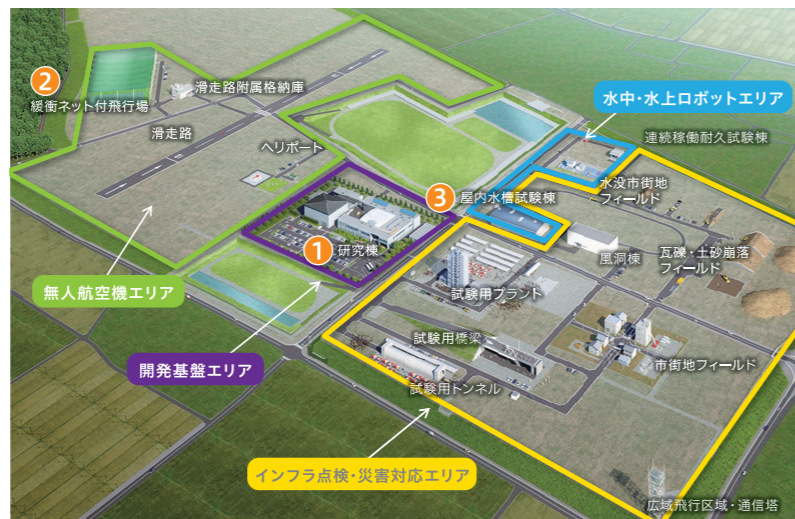 2
緩衝ネット付飛行場
滑走路附属格納庫
滑走路
ヘリポート
水中・水上ロボットエリア
連続稼働耐久試験棟
3
屋内水槽試験棟
水没市街地
フィールド
1
研究棟
風洞棟
瓦礫・土砂崩落
フィールド
無人航空機エリア
試験用プラント
試験用橋梁
開発基盤エリア
市街地フィールド
試験用トンネル
インフラ点検・災害対応エリア
広域飛行区域・通信塔